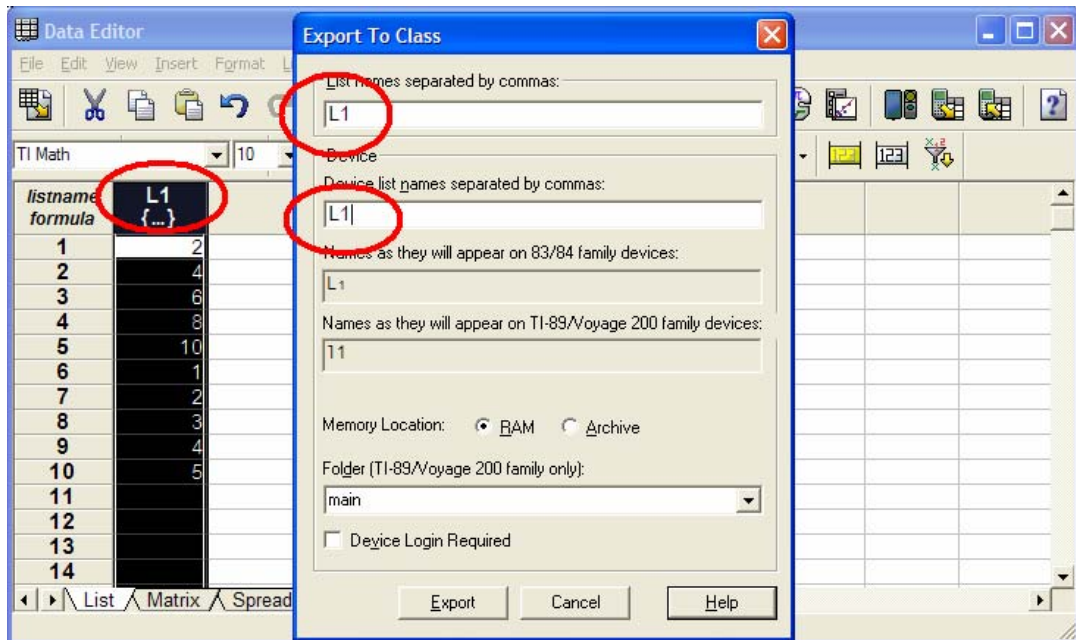 Data Editor
File Edit View Insert Format
TI Math 10
listname L1
formula {...}
1 2
2 4
3 6
4 8
5 10
6 1
7 2
8 3
9 4
10 5
11
12
13
14
List Matrix Spread
Export To Class
List names separated by commas:
L1
Device
Device list names separated by commas:
L1
Names as they will appear on 83/84 family devices:
L₁
Names as they will appear on TI-89/Voyage 200 family devices:
l1
Memory Location: RAM Archive
Folder (TI-89/Voyage 200 family only):
main
Device Login Required
Export Cancel Help
123